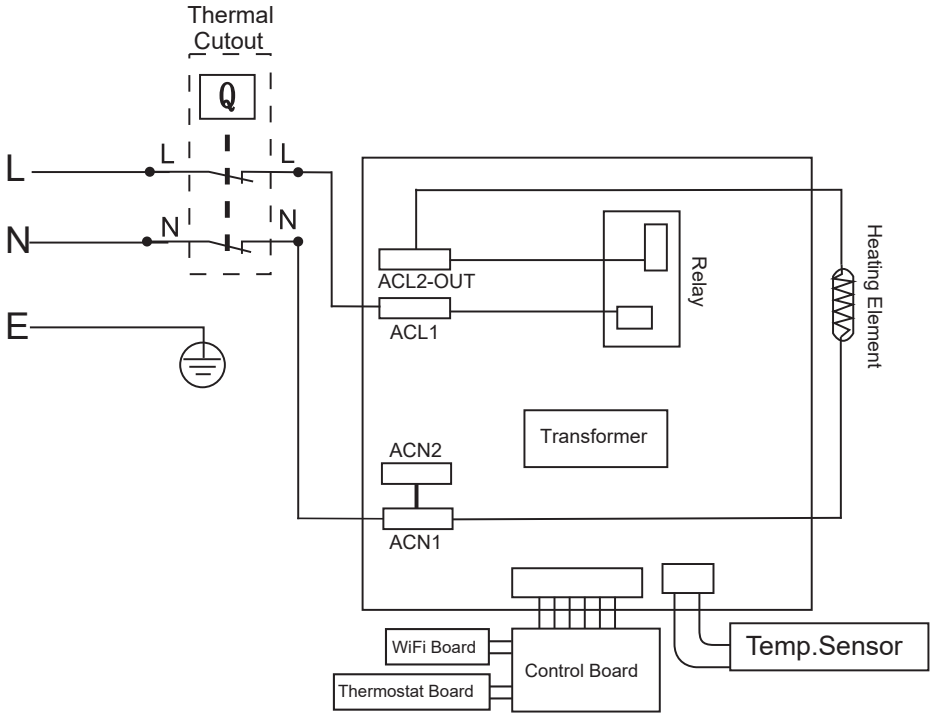 Thermal
Cutout
Q
L
L
L
N
N
N
E
ACL2-OUT
ACL1
Relay
Heating Element
Transformer
ACN2
ACN1
WiFi Board
Thermostat Board
Control Board
Temp.Sensor